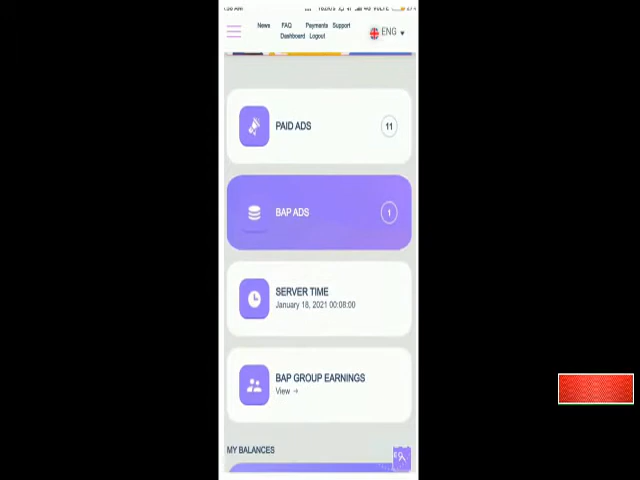 News FAQ Payments Support
Dashboard Logout
ENG
PAID ADS 11
BAP ADS 1
SERVER TIME
January 18, 2021 00:08:00
BAP GROUP EARNINGS
View →
MY BALANCES